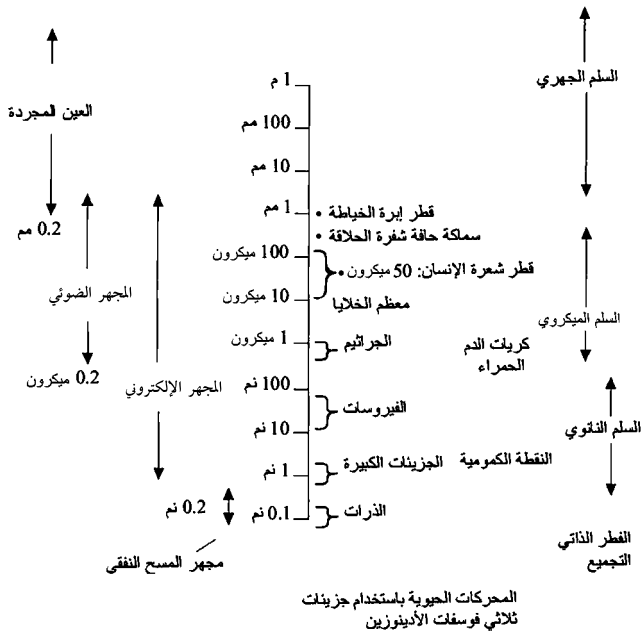 السلم الجهري
السلم الميكروي
السلم النانوي
الفطر الذاتي
التجميع
1 م
100 مم
10 مم
1 مم
100 ميكرون
10 ميكرون
1 ميكرون
100 نم
10 نم
1 نم
0.1 نم
قطر إبرة الخياطة
سماكة حافة شفرة الحلاقة
قطر شعرة الإنسان: 50 ميكرون
معظم الخلايا
الجراثيم
كريات الدم
الحمراء
الفيروسات
الجزيئات الكبيرة
النقطة الكمومية
الذرات
العين المجردة
0.2 مم
المجهر الضوئي
0.2 ميكرون
المجهر الإلكتروني
0.2 نم
مجهر المسح النفقي
المحركات الحيوية باستخدام جزيئات
ثلاثي فوسفات الأدينوزين